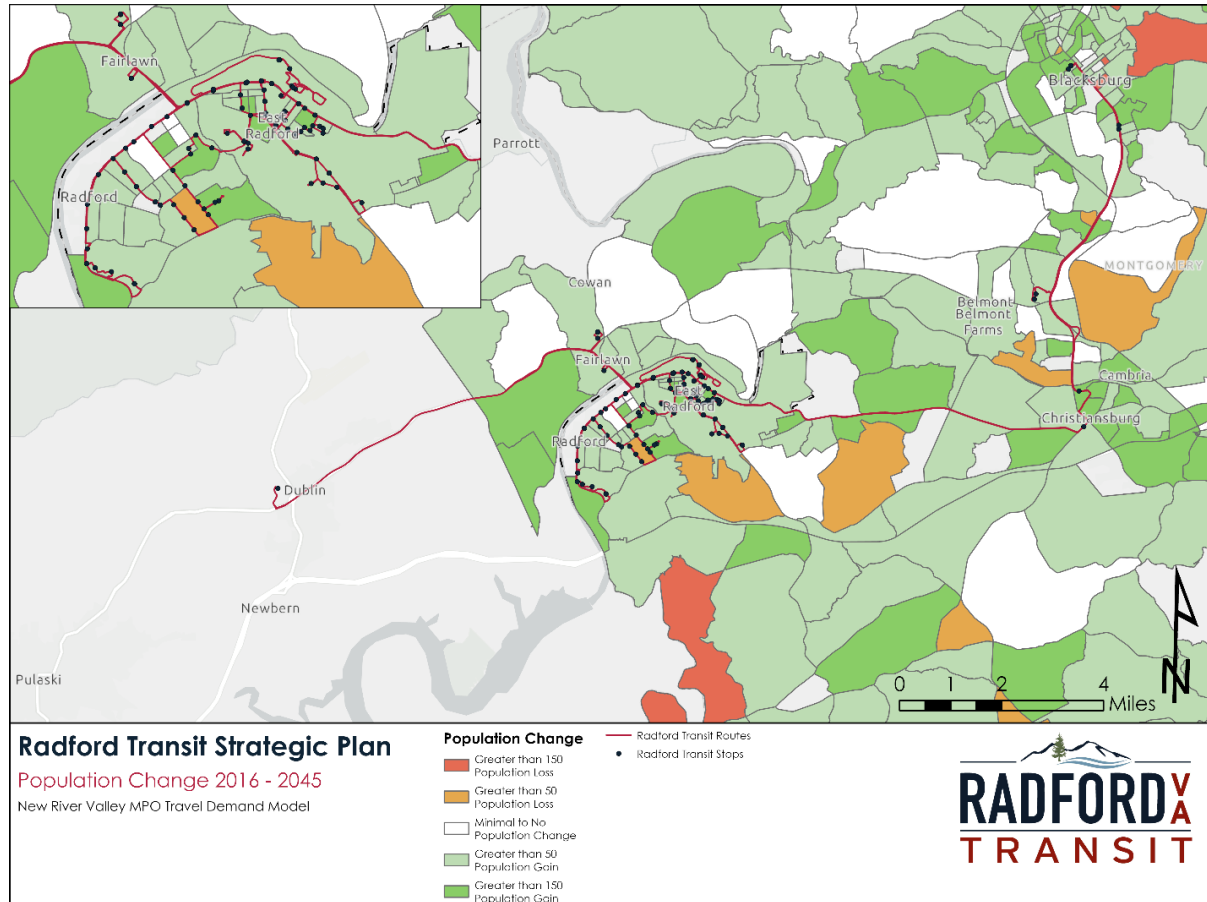 Fairlawn
East
Radford
Radford
Blacksburg
Parrott
MONTGOMERY
Cowan
Belmont
Belmont
Farms
Fairlawn
Cambria
East
Radford
Christiansburg
Radford
Dublin
Newbern
Pulaski
N
0 1 2 4
Miles
Radford Transit Strategic Plan
Population Change 2016 - 2045
New River Valley MPO Travel Demand Model
Population Change
Greater than 150
Population Loss
Greater than 50
Population Loss
Minimal to No
Population Change
Greater than 50
Population Gain
Greater than 150
Population Gain
Radford Transit Routes
Radford Transit Stops
RADFORD VA
TRANSIT